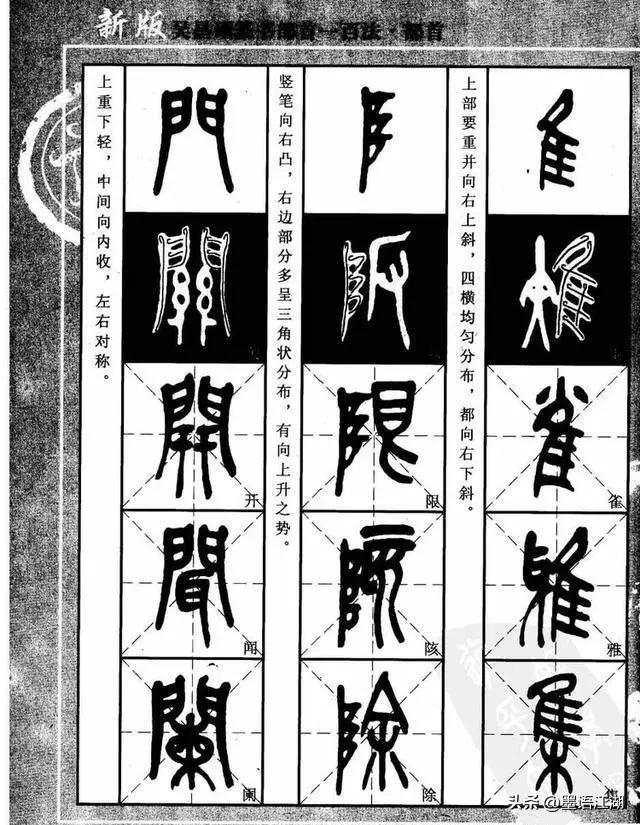 新版 吴昌硕篆书部首一百法·部首
雀
雅
上部要重并向右上斜，四横均匀分布，都向右下斜。
限
陔
除
竖笔向右凸，右边部分多呈三角状分布，有向上升之势。
开
闻
阑
上重下轻，中间向内收，左右对称。
头条 @墨语江湖